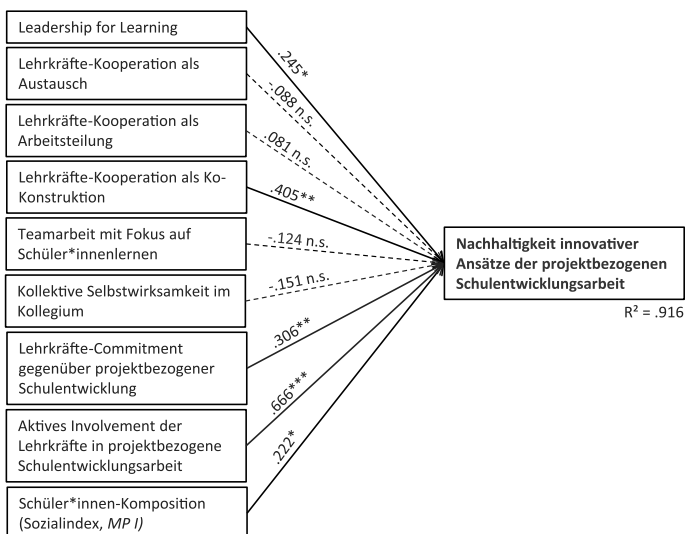 Leadership for Learning
.245*
Lehrkräfte-Kooperation als
Austausch
-.088 n.s.
Lehrkräfte-Kooperation als
Arbeitsteilung
.081 n.s.
Lehrkräfte-Kooperation als Ko-
Konstruktion
.405**
Teamarbeit mit Fokus auf
Schüler*innenlernen
-.124 n.s.
Kollektive Selbstwirksamkeit im
Kollegium
-.151 n.s.
Lehrkräfte-Commitment
gegenüber projektbezogener
Schulentwicklung
.306**
Aktives Involvement der
Lehrkräfte in projektbezogene
Schulentwicklungsarbeit
.666***
Schüler*innen-Komposition
(Sozialindex, MP I)
.222*
Nachhaltigkeit innovativer
Ansätze der projektbezogenen
Schulentwicklungsarbeit
R² = .916